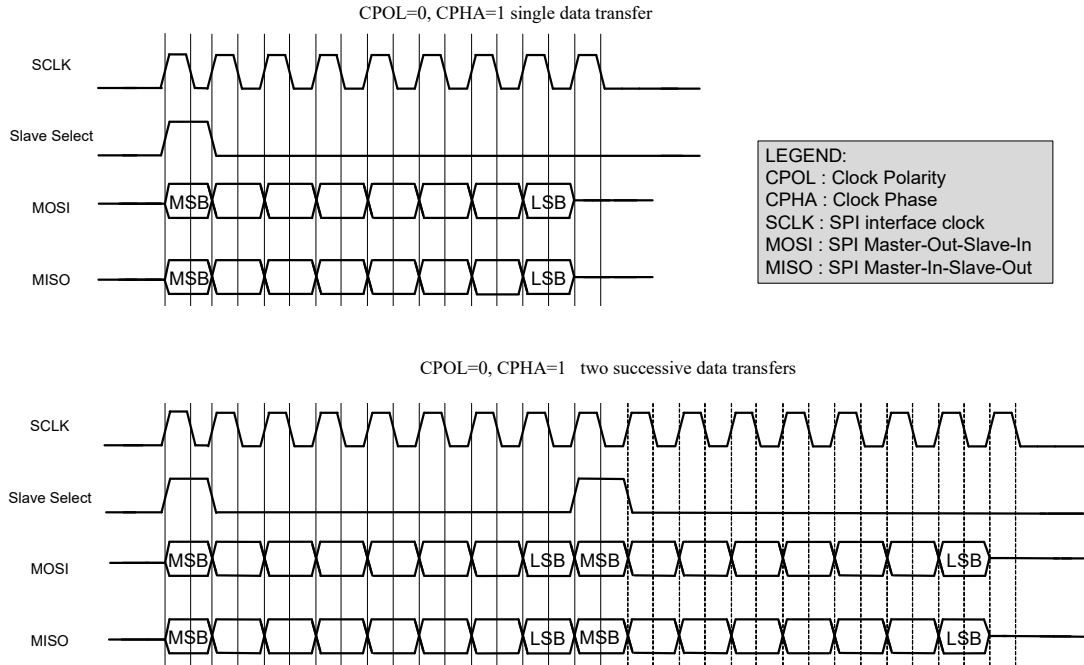 CPOL=0, CPHA=1 single data transfer
SCLK
Slave Select
MOSI
MSB
LSB
MISO
MSB
LSB
LEGEND:
CPOL : Clock Polarity
CPHA : Clock Phase
SCLK : SPI interface clock
MOSI : SPI Master-Out-Slave-In
MISO : SPI Master-In-Slave-Out
CPOL=0, CPHA=1 two successive data transfers
SCLK
Slave Select
MOSI
MSB
LSB
MSB
LSB
MISO
MSB
LSB
MSB
LSB